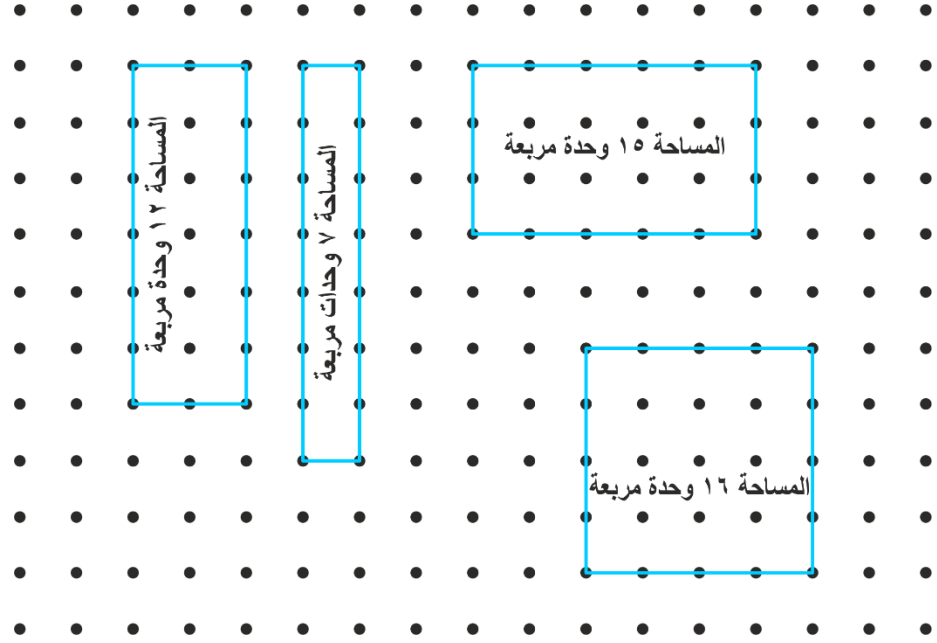 المساحة ١٥ وحدة مربعة
المساحة ٧ وحدات مربعة
المساحة ١٢ وحدة مربعة
المساحة ١٦ وحدة مربعة